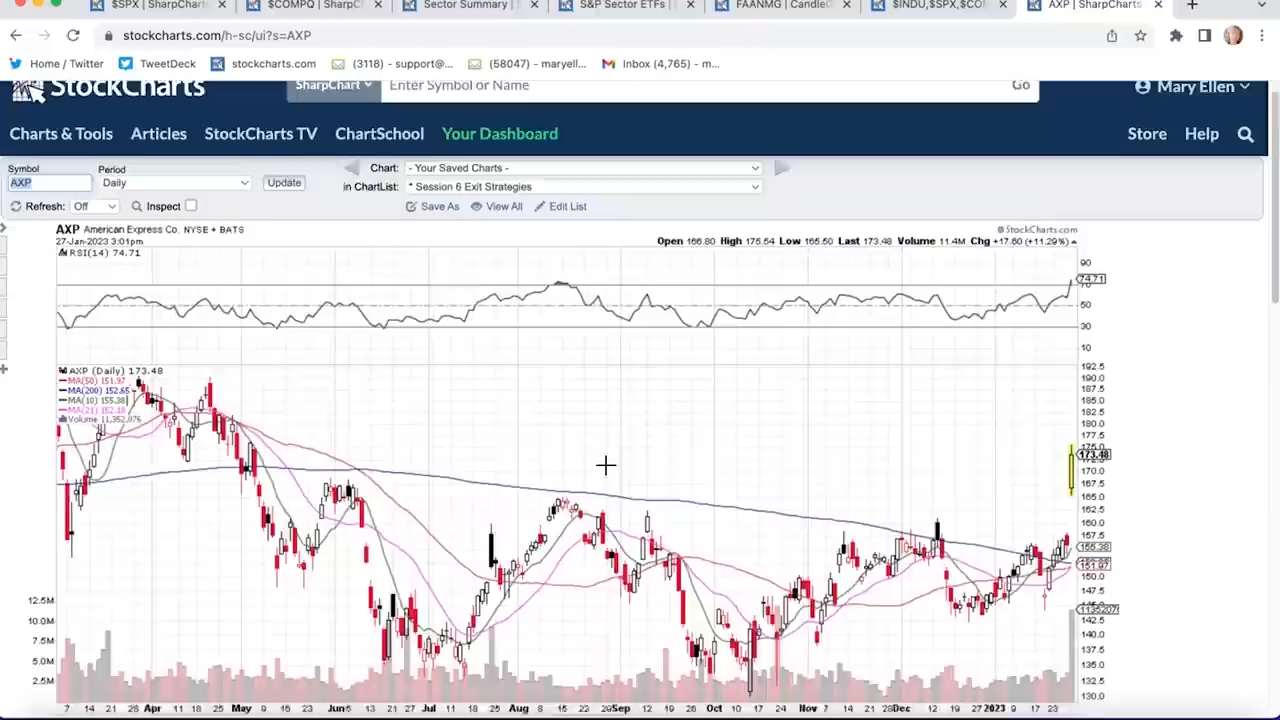 $SPX | SharpChart
$COMPQ | SharpC
Sector Summary |
S&P Sector ETFs |
FAANMG | CandleG
$INDU,$SPX,$CO
AXP | SharpCharts
stockcharts.com/h-sc/ui?s=AXP
Home / Twitter
TweetDeck
stockcharts.com
(3118) - support@...
(58047) - maryell...
Inbox (4,765) - m...
StockCharts
SharpChart
Enter Symbol or Name
Go
Mary Ellen
Charts & Tools
Articles
StockCharts TV
ChartSchool
Your Dashboard
Store
Help
Symbol
Period
Chart:
- Your Saved Charts -
AXP
Daily
Update
in ChartList:
* Session 6 Exit Strategies
Refresh:
Off
Inspect
Save As
View All
Edit List
AXP American Express Co. NYSE + BATS
© StockCharts.com
27-Jan-2023 3:01pm
Open 166.80 High 175.54 Low 165.50 Last 173.48 Volume 11.4M Chg +17.60 (+11.29%)
RSI(14) 74.71
90
74.71
70
50
30
10
AXP (Daily) 173.48
MA(50) 151.97
MA(200) 152.65
MA(10) 155.38
MA(21) 152.18
Volume 11,352,076
192.5
190.0
187.5
185.0
182.5
180.0
177.5
175.0
173.48
172.5
170.0
167.5
165.0
162.5
160.0
157.5
155.38
151.97
150.0
147.5
145.0
11352076
142.5
140.0
137.5
135.0
132.5
130.0
12.5M
10.0M
7.5M
5.0M
2.5M
7 14 21 Apr 11 18 25 May 9 16 23 Jun 6 13 21 Jul 11 18 25 Aug 8 15 22 Sep 12 19 26 Oct 10 17 24 Nov 7 14 21 Dec 12 19 27 2023 9 17 23